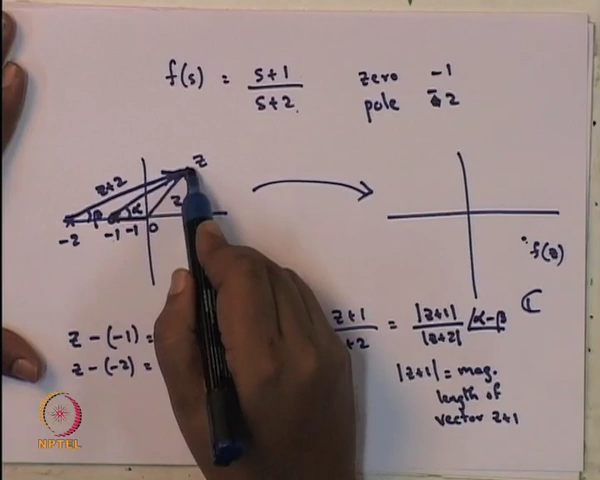 f(s) = s+1 / s+2
zero -1
pole -2
z
z+2
z
β α
-2 -1 -1 0
f(z)
ℂ
z-(-1) =
z-(-2) =
z+1 / +2 = |z+1| / |z+2| ∠α-β
|z+1| = mag.
length of
vector z+1
NPTEL